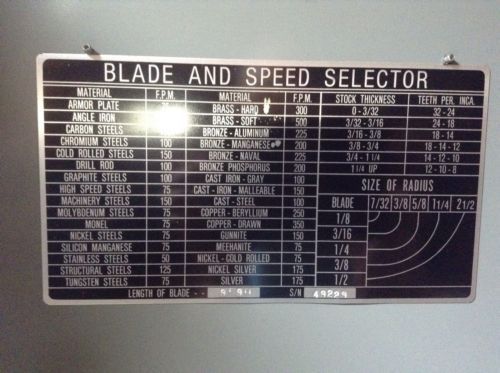 BLADE AND SPEED SELECTOR
MATERIAL F.P.M. MATERIAL F.P.M. STOCK THICKNESS TEETH PER. INCA.
ARMOR PLATE BRASS - HARD 300 0 - 3/32 32 - 24
ANGLE IRON BRASS - SOFT 500 3/32 - 3/16 24 - 18
CARBON STEELS BRONZE - ALUMINUM 225 3/16 - 3/8 18 - 14
CHROMIUM STEELS 100 BRONZE - MANGANESE 200 3/8 - 3/4 18 - 14 - 12
COLD ROLLED STEELS 150 BRONZE - NAVAL 225 3/4 - 1 1/4 14 - 12 - 10
DRILL ROD 100 BRONZE PHOSPHORUS 200 1 1/4 UP 12 - 10 - 8
GRAPHITE STEELS 100 CAST IRON - GRAY 100 SIZE OF RADIUS
HIGH SPEED STEELS 75 CAST - IRON - MALLEABLE 150
MACHINERY STEELS 150 CAST - STEEL 100 BLADE 7/32 3/8 5/8 1 1/4 2 1/2
MOLYBDENUM STEELS 75 COPPER - BERYLLIUM 250 1/8
MONEL 75 COPPER - DRAWN 350 3/16
NICKEL STEELS 75 GUNNITE 150
SILICON MANGANESE 75 MEEHANITE 75 1/4
STAINLESS STEELS 50 NICKEL - COLD ROLLED 75 3/8
STRUCTURAL STEELS 125 NICKEL SILVER 175
TUNGSTEN STEELS 75 SILVER 175 1/2
LENGTH OF BLADE - - S/N 49229